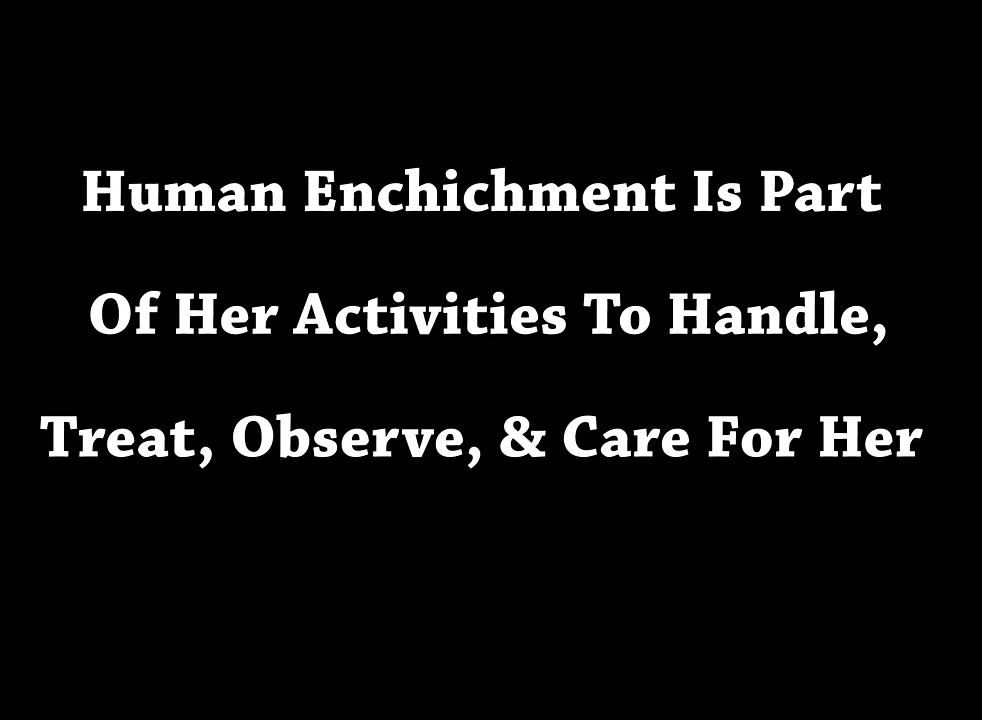 Human Enchichment Is Part
Of Her Activities To Handle,
Treat, Observe, & Care For Her